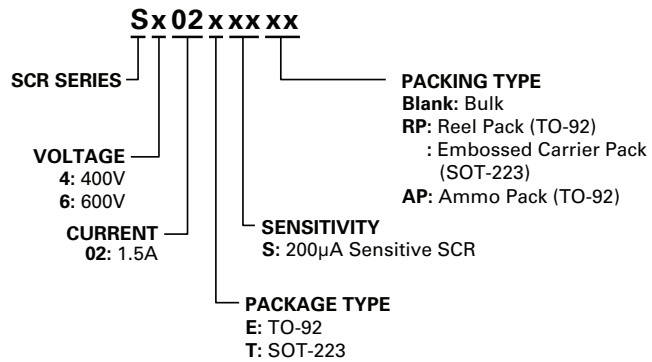 Sx02xxxxx
SCR SERIES
VOLTAGE
4: 400V
6: 600V
CURRENT
02: 1.5A
PACKING TYPE
Blank: Bulk
RP: Reel Pack (TO-92)
: Embossed Carrier Pack
(SOT-223)
AP: Ammo Pack (TO-92)
SENSITIVITY
S: 200μA Sensitive SCR
PACKAGE TYPE
E: TO-92
T: SOT-223